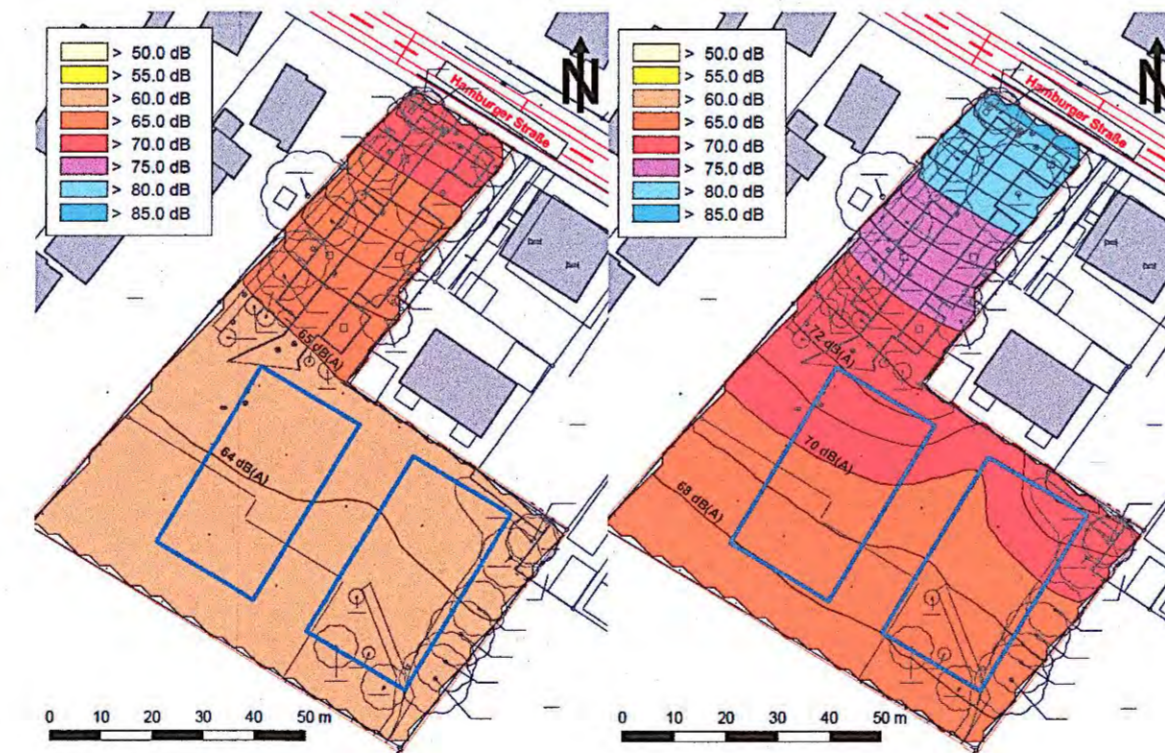 > 50.0 dB
> 55.0 dB
> 60.0 dB
> 65.0 dB
> 70.0 dB
> 75.0 dB
> 80.0 dB
> 85.0 dB
N
Hamburger Straße
65 dB(A)
64 dB(A)
0 10 20 30 40 50 m
> 50.0 dB
> 55.0 dB
> 60.0 dB
> 65.0 dB
> 70.0 dB
> 75.0 dB
> 80.0 dB
> 85.0 dB
N
Hamburger Straße
72 dB(A)
70 dB(A)
68 dB(A)
0 10 20 30 40 50 m